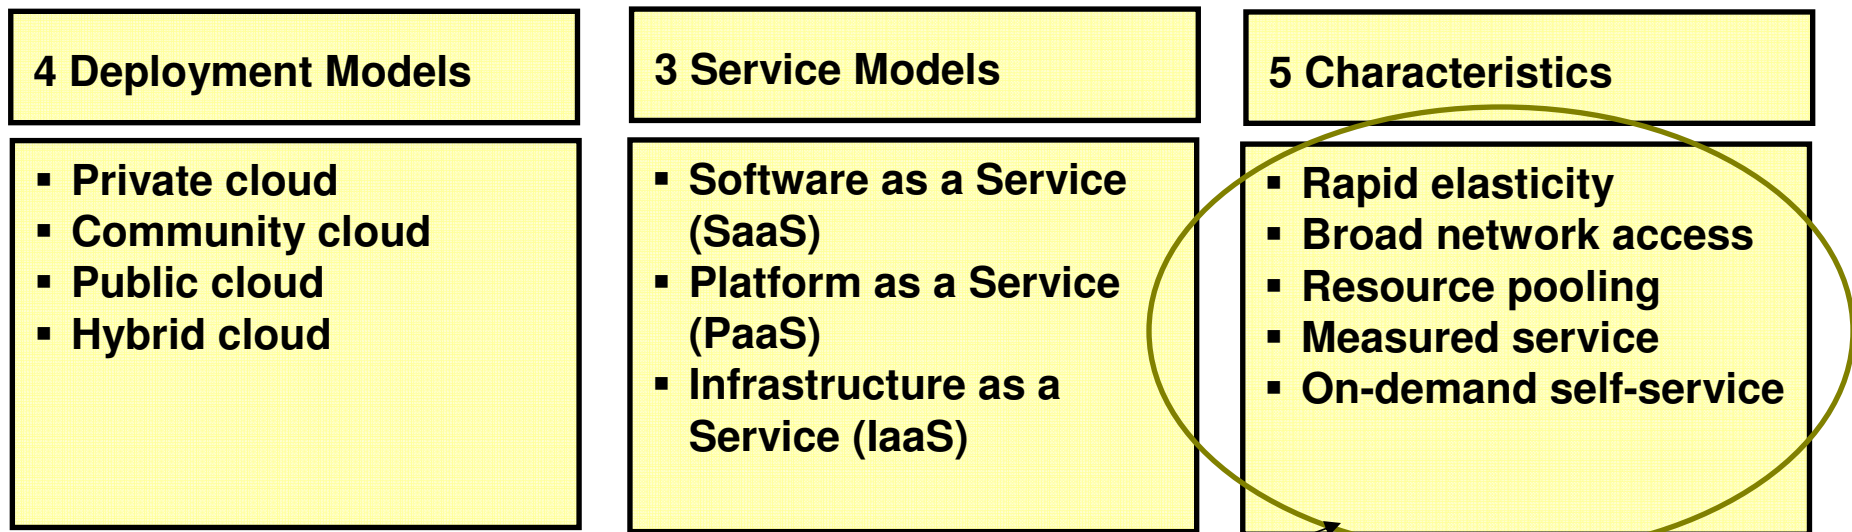 4 Deployment Models
▪ Private cloud
▪ Community cloud
▪ Public cloud
▪ Hybrid cloud
3 Service Models
▪ Software as a Service
(SaaS)
▪ Platform as a Service
(PaaS)
▪ Infrastructure as a
Service (IaaS)
5 Characteristics
▪ Rapid elasticity
▪ Broad network access
▪ Resource pooling
▪ Measured service
▪ On-demand self-service